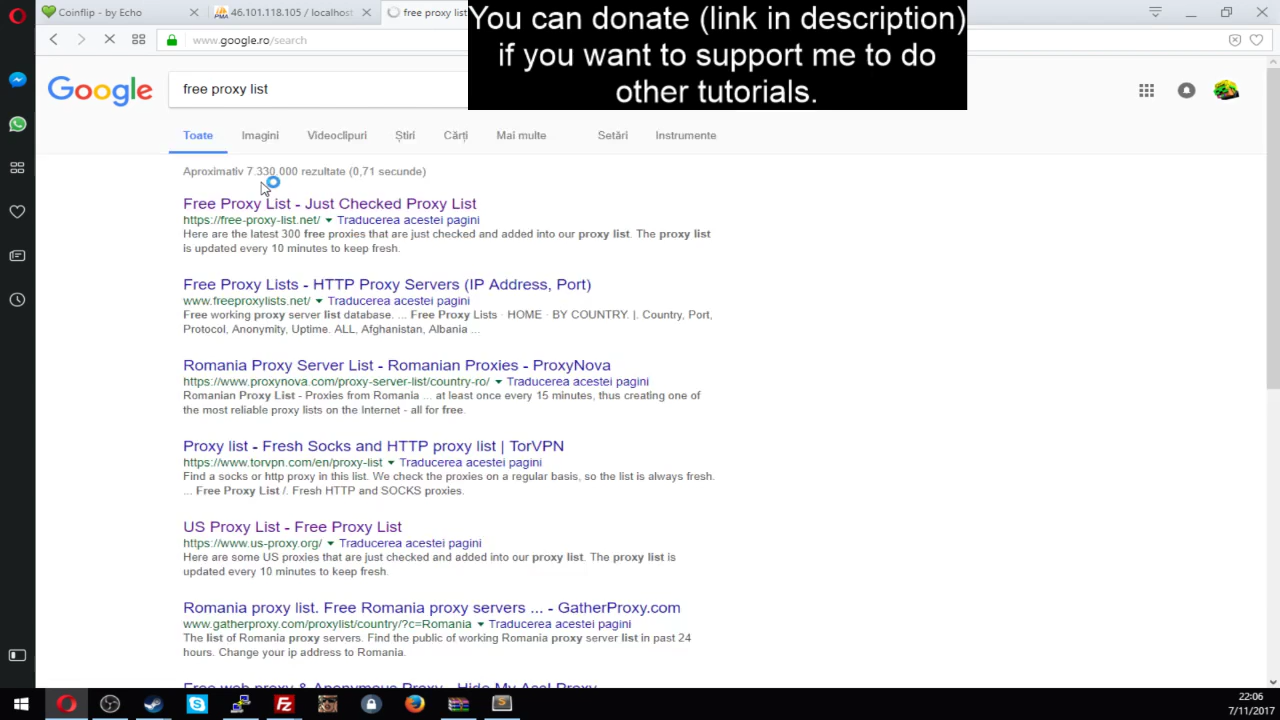 Coinflip - by Echo
46.101.118.105 / localhost
free proxy list
You can donate (link in description)
if you want to support me to do
other tutorials.
www.google.ro/search
Google
free proxy list
Toate
Imagini
Videoclipuri
Știri
Cărți
Mai multe
Setări
Instrumente
Aproximativ 7.330.000 rezultate (0,71 secunde)
Free Proxy List - Just Checked Proxy List
https://free-proxy-list.net/ Traducerea acestei pagini
Here are the latest 300 free proxies that are just checked and added into our proxy list. The proxy list
is updated every 10 minutes to keep fresh.
Free Proxy Lists - HTTP Proxy Servers (IP Address, Port)
www.freeproxylists.net/ Traducerea acestei pagini
Free working proxy server list database. ... Free Proxy Lists · HOME · BY COUNTRY. |. Country, Port,
Protocol, Anonymity, Uptime. ALL, Afghanistan, Albania ...
Romania Proxy Server List - Romanian Proxies - ProxyNova
https://www.proxynova.com/proxy-server-list/country-ro/ Traducerea acestei pagini
Romanian Proxy List - Proxies from Romania ... at least once every 15 minutes, thus creating one of
the most reliable proxy lists on the Internet - all for free.
Proxy list - Fresh Socks and HTTP proxy list | TorVPN
https://www.torvpn.com/en/proxy-list Traducerea acestei pagini
Find a socks or http proxy in this list. We check the proxies on a regular basis, so the list is always fresh.
... Free Proxy List /. Fresh HTTP and SOCKS proxies.
US Proxy List - Free Proxy List
https://www.us-proxy.org/ Traducerea acestei pagini
Here are some US proxies that are just checked and added into our proxy list. The proxy list is
updated every 10 minutes to keep fresh.
Romania proxy list. Free Romania proxy servers ... - GatherProxy.com
www.gatherproxy.com/proxylist/country/?c=Romania Traducerea acestei pagini
The list of Romania proxy servers. Find the public of working Romania proxy server list in past 24
hours. Change your ip address to Romania.
Free web proxy & Anonymous Proxy - Hide My Ass! Proxy
22:06
7/11/2017